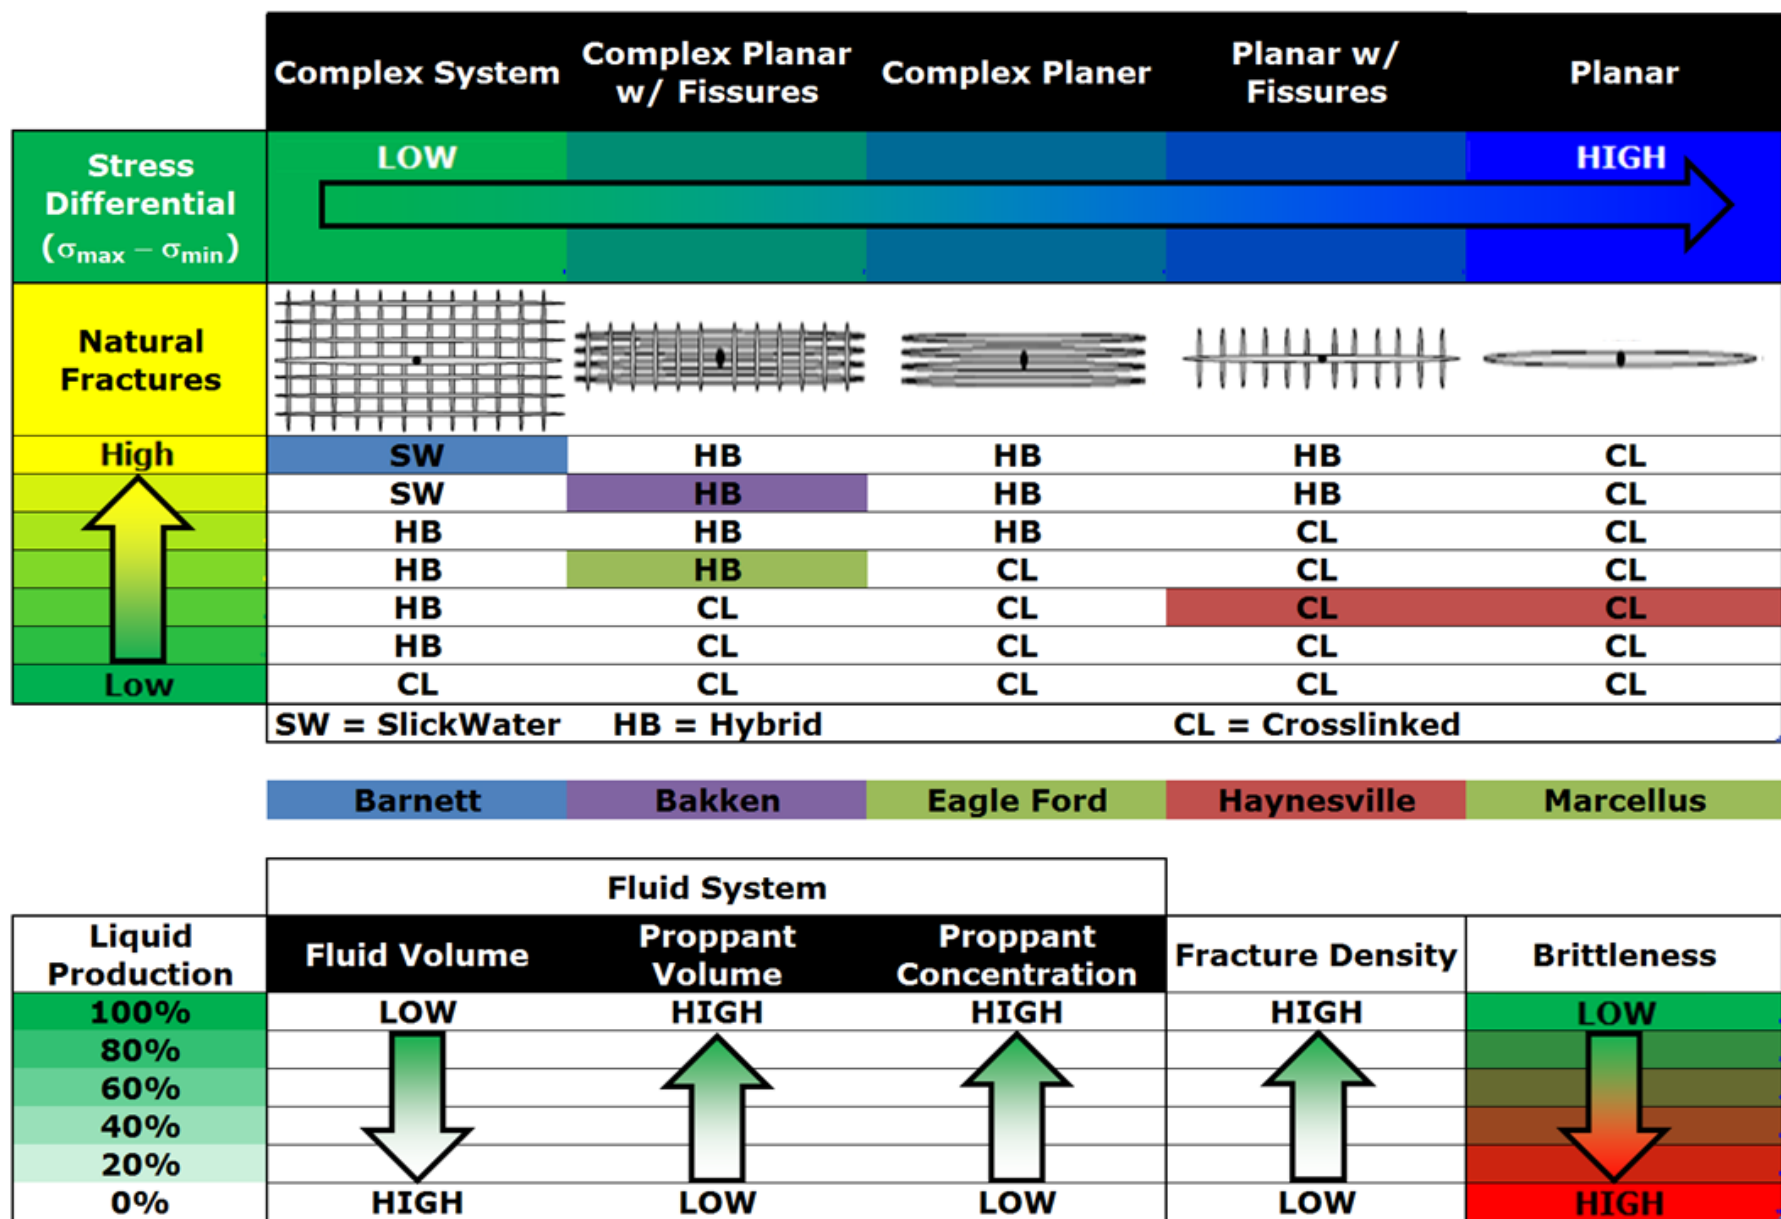 Complex System Complex Planar w/ Fissures Complex Planer Planar w/ Fissures Planar
Stress Differential (σmax – σmin) LOW HIGH
Natural Fractures
High SW HB HB HB CL
SW HB HB HB CL
HB HB HB CL CL
HB HB CL CL CL
HB CL CL CL CL
HB CL CL CL CL
Low CL CL CL CL CL
SW = SlickWater HB = Hybrid CL = Crosslinked
Barnett Bakken Eagle Ford Haynesville Marcellus
Fluid System
Liquid Production Fluid Volume Proppant Volume Proppant Concentration Fracture Density Brittleness
100% LOW HIGH HIGH HIGH LOW
80%
60%
40%
20%
0% HIGH LOW LOW LOW HIGH